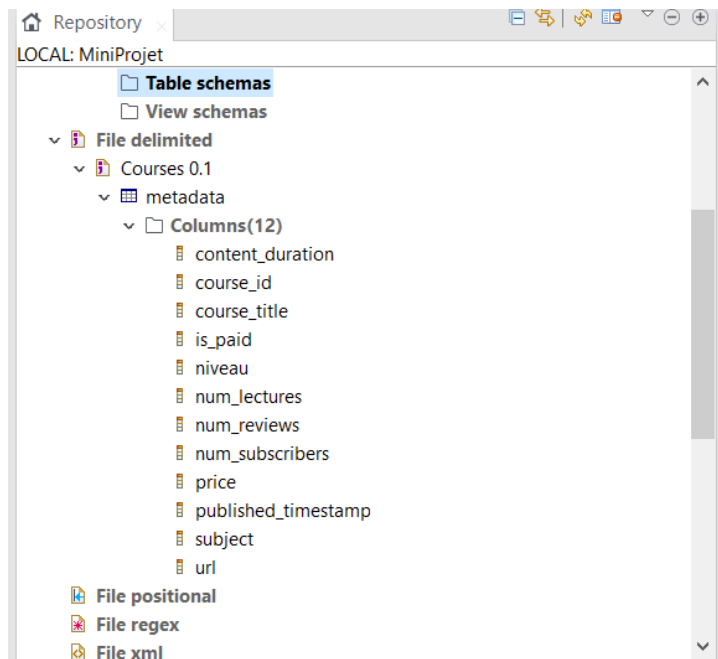 Repository
LOCAL: MiniProjet
Table schemas
View schemas
File delimited
Courses 0.1
metadata
Columns(12)
content_duration
course_id
course_title
is_paid
niveau
num_lectures
num_reviews
num_subscribers
price
published_timestamp
subject
url
File positional
File regex
File xml